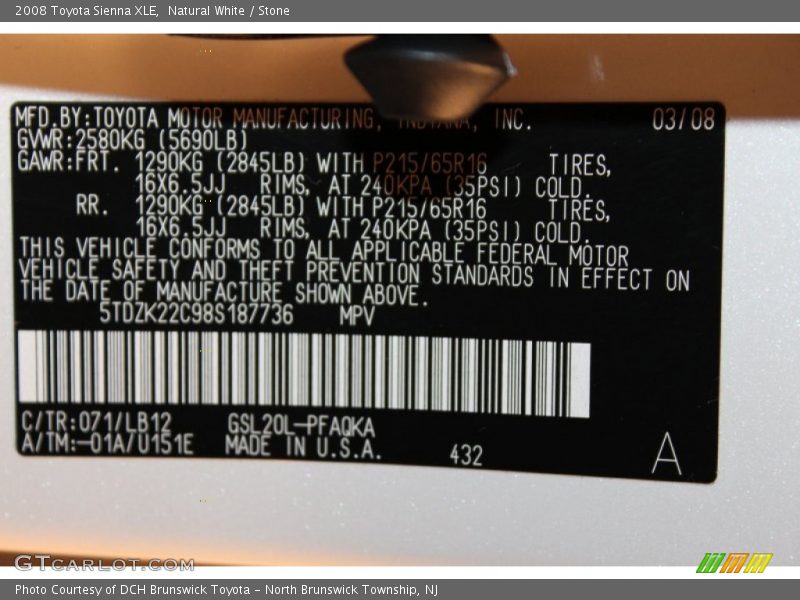 2008 Toyota Sienna XLE,  Natural White / Stone
MFD.BY:TOYOTA MOTOR MANUFACTURING, INDIANA, INC. 03/08
GVWR:2580KG (5690LB)
GAWR:FRT. 1290KG (2845LB) WITH P215/65R16 TIRES,
16X6.5JJ RIMS, AT 240KPA (35PSI) COLD.
RR. 1290KG (2845LB) WITH P215/65R16 TIRES,
16X6.5JJ RIMS, AT 240KPA (35PSI) COLD.
THIS VEHICLE CONFORMS TO ALL APPLICABLE FEDERAL MOTOR
VEHICLE SAFETY AND THEFT PREVENTION STANDARDS IN EFFECT ON
THE DATE OF MANUFACTURE SHOWN ABOVE.
5TDZK22C98S187736 MPV
C/TR:071/LB12 GSL20L-PFAQKA
A/TM:-01A/U151E MADE IN U.S.A. 432 A
GTCARLOT.COM
Photo Courtesy of DCH Brunswick Toyota - North Brunswick Township, NJ